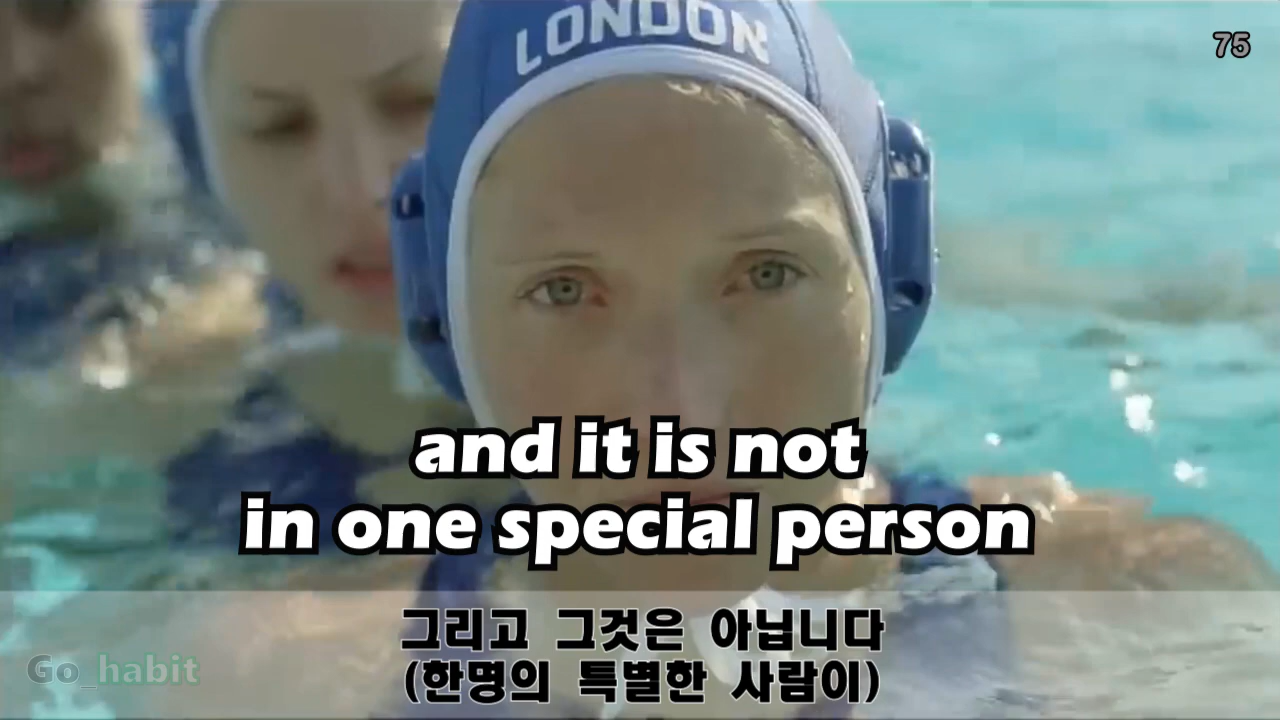 LONDON
75
and it is not
in one special person
그리고 그것은 아닙니다
(한명의 특별한 사람이)
Go_habit